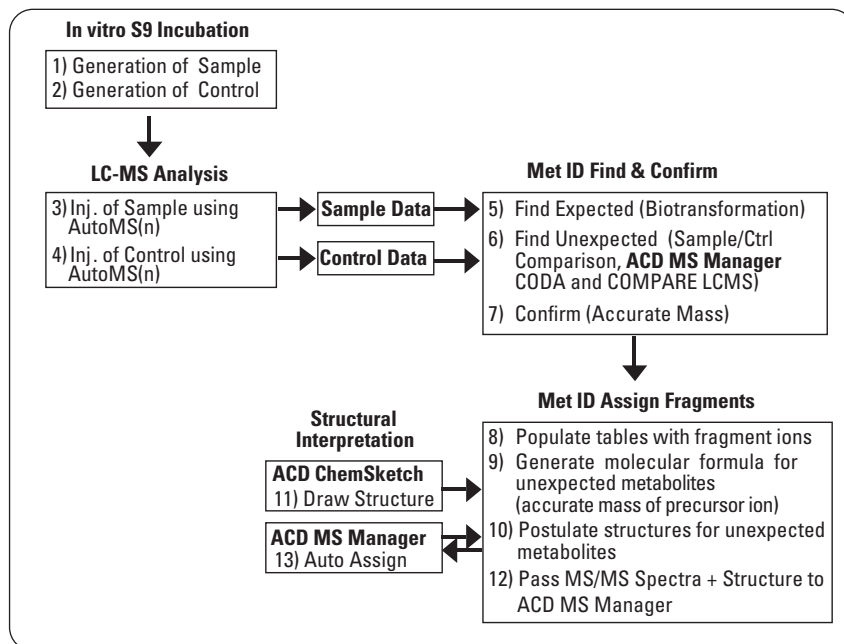 In vitro S9 Incubation
1) Generation of Sample
2) Generation of Control
LC-MS Analysis
3) Inj. of Sample using
AutoMS(n)
4) Inj. of Control using
AutoMS(n)
Sample Data
Control Data
Met ID Find & Confirm
5) Find Expected (Biotransformation)
6) Find Unexpected (Sample/Ctrl
Comparison, ACD MS Manager
CODA and COMPARE LCMS)
7) Confirm (Accurate Mass)
Structural
Interpretation
ACD ChemSketch
11) Draw Structure
ACD MS Manager
13) Auto Assign
Met ID Assign Fragments
8) Populate tables with fragment ions
9) Generate molecular formula for
unexpected metabolites
(accurate mass of precursor ion)
10) Postulate structures for unexpected
metabolites
12) Pass MS/MS Spectra + Structure to
ACD MS Manager